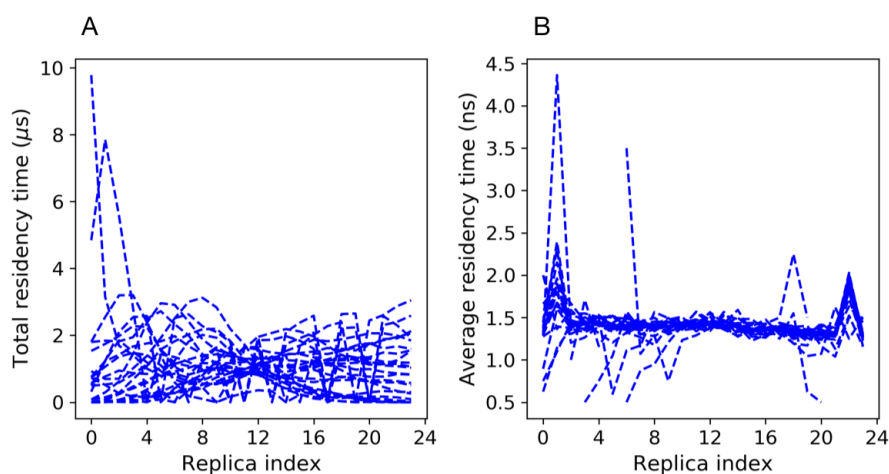 A
Total residency time (μs)
10
8
6
4
2
0
0 4 8 12 16 20 24
Replica index
B
Average residency time (ns)
4.5
4.0
3.5
3.0
2.5
2.0
1.5
1.0
0.5
0 4 8 12 16 20 24
Replica index